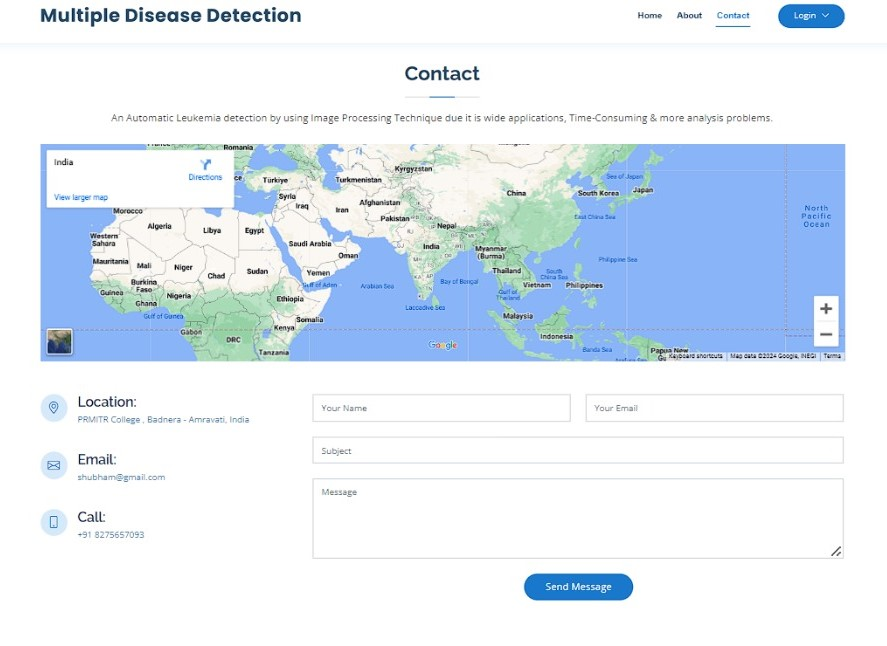 Multiple Disease Detection
Home About Contact Login
Contact
An Automatic Leukemia detection by using Image Processing Technique due it is wide applications, Time-Consuming & more analysis problems.
India
Directions
View larger map
Romania
Türkiye
Syria
Iraq
Iran
Turkmenistan
Kyrgyzstan
Afghanistan
Pakistan
Nepal
China
South Korea
Japan
Sea of Japan
East China Sea
North
Pacific
Ocean
Morocco
Algeria
Libya
Egypt
Western
Sahara
Saudi Arabia
Oman
India
Myanmar
(Burma)
Mauritania
Mali
Niger
Chad
Sudan
Yemen
Gulf of Aden
Arabian Sea
Bay of Bengal
Thailand
Vietnam
South
China Sea
Philippine Sea
Philippines
Burkina
Faso
Guinea
Ghana
Nigeria
Ethiopia
Somalia
Laccadive Sea
Gulf of
Thailand
Gulf of Guinea
Gabon
DRC
Kenya
Tanzania
Malaysia
Indonesia
Banda Sea
Papua New
Google
Keyboard shortcuts Map data ©2024 Google, INEGI Terms
Location:
PRMITR College , Badnera - Amravati, India
Email:
shubham@gmail.com
Call:
+91 8275657093
Your Name
Your Email
Subject
Message
Send Message